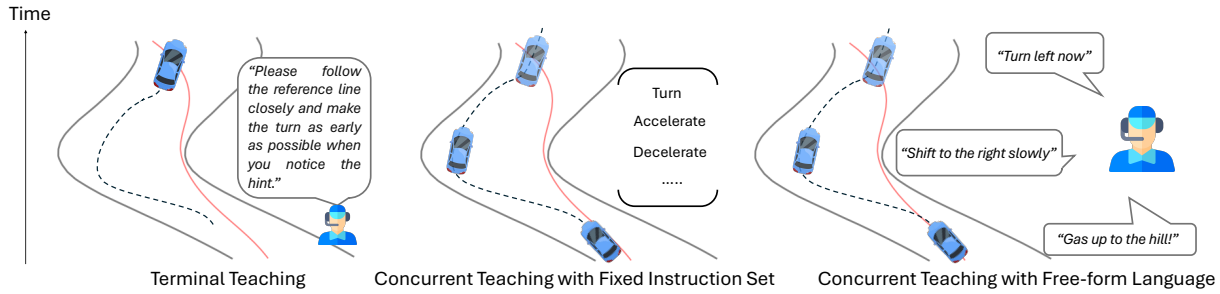 Time
“Please follow
the reference line
closely and make
the turn as early
as possible when
you notice the
hint.”
Terminal Teaching
Turn
Accelerate
Decelerate
.....
Concurrent Teaching with Fixed Instruction Set
“Turn left now”
“Shift to the right slowly”
“Gas up to the hill!”
Concurrent Teaching with Free-form Language